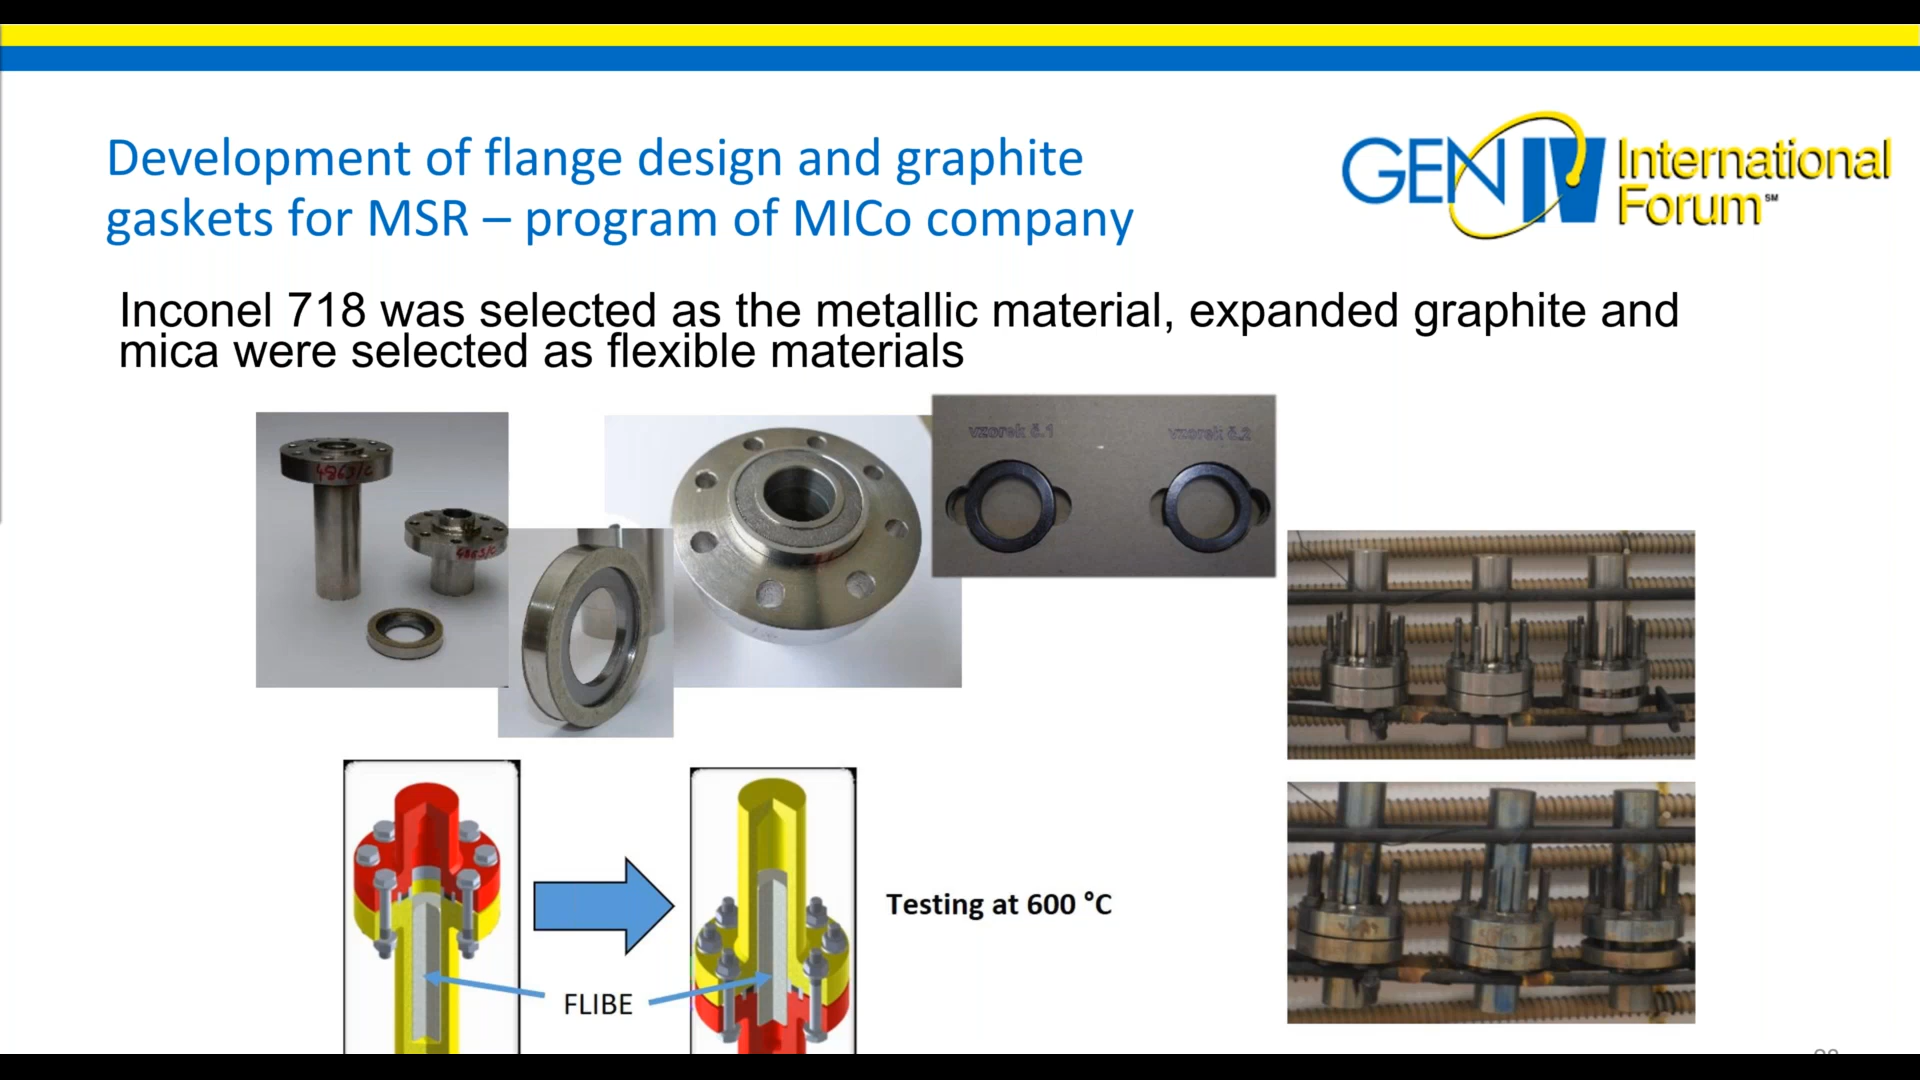 Development of flange design and graphite
gaskets for MSR – program of MICo company
GEN IV International
Forum℠
Inconel 718 was selected as the metallic material, expanded graphite and
mica were selected as flexible materials
vzorek č.1
vzorek č.2
Testing at 600 °C
FLIBE